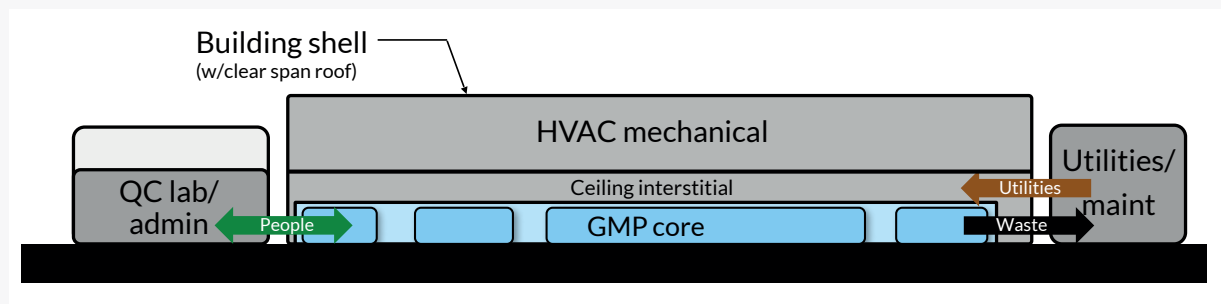 Building shell
(w/clear span roof)
HVAC mechanical
Ceiling interstitial
GMP core
QC lab/
admin
People
Utilities/
maint
Utilities
Waste